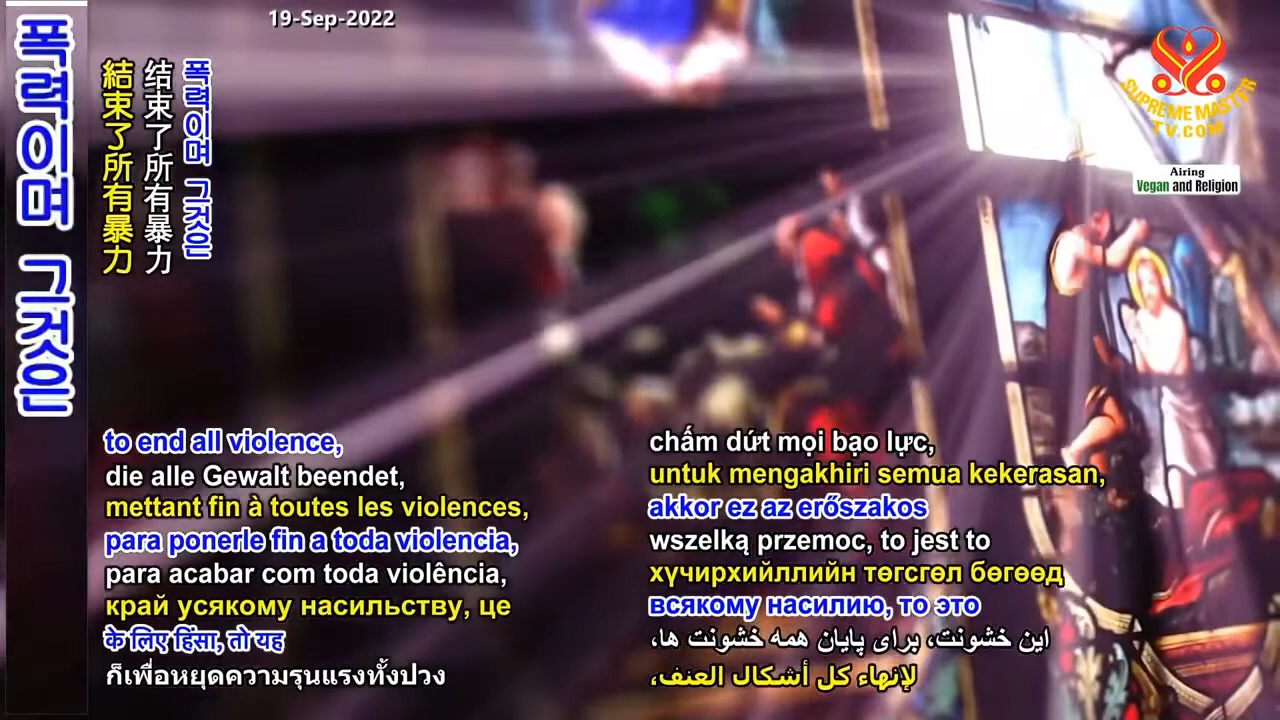 19-Sep-2022
폭력이며 그것은
結束了所有暴力
结束了所有暴力
폭력이며 그것은
SUPREME MASTER
TV.COM
Airing
Vegan and Religion
to end all violence,
die alle Gewalt beendet,
mettant fin à toutes les violences,
para ponerle fin a toda violencia,
para acabar com toda violência,
край усякому насильству, це
के लिए हिंसा, तो यह
ก็เพื่อหยุดความรุนแรงทั้งปวง
chấm dứt mọi bạo lực,
untuk mengakhiri semua kekerasan,
akkor ez az erőszakos
wszelką przemoc, to jest to
хүчирхийллийн төгсгөл бөгөөд
всякому насилию, то это
این خشونت، برای پایان همه خشونت ها،
لإنهاء كل أشكال العنف،